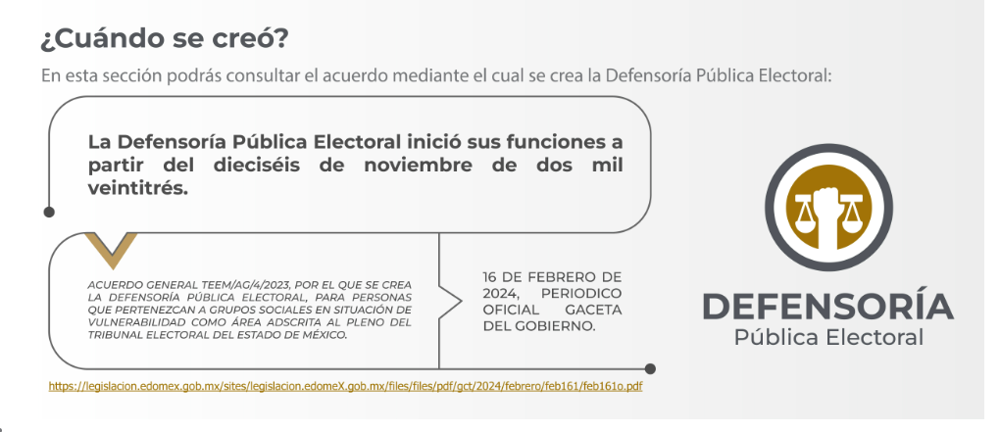 ¿Cuándo se creó?
En esta sección podrás consultar el acuerdo mediante el cual se crea la Defensoría Pública Electoral:
La Defensoría Pública Electoral inició sus funciones a
partir del dieciséis de noviembre de dos mil
veintitrés.
ACUERDO GENERAL TEEM/AG/4/2023, POR EL QUE SE CREA
LA DEFENSORÍA PÚBLICA ELECTORAL, PARA PERSONAS
QUE PERTENEZCAN A GRUPOS SOCIALES EN SITUACIÓN DE
VULNERABILIDAD COMO ÁREA ADSCRITA AL PLENO DEL
TRIBUNAL ELECTORAL DEL ESTADO DE MÉXICO.
16 DE FEBRERO DE
2024, PERIODICO
OFICIAL GACETA
DEL GOBIERNO.
https://legislacion.edomex.gob.mx/sites/legislacion.edomeX.gob.mx/files/files/pdf/gct/2024/febrero/feb161/feb161o.pdf
DEFENSORÍA
Pública Electoral